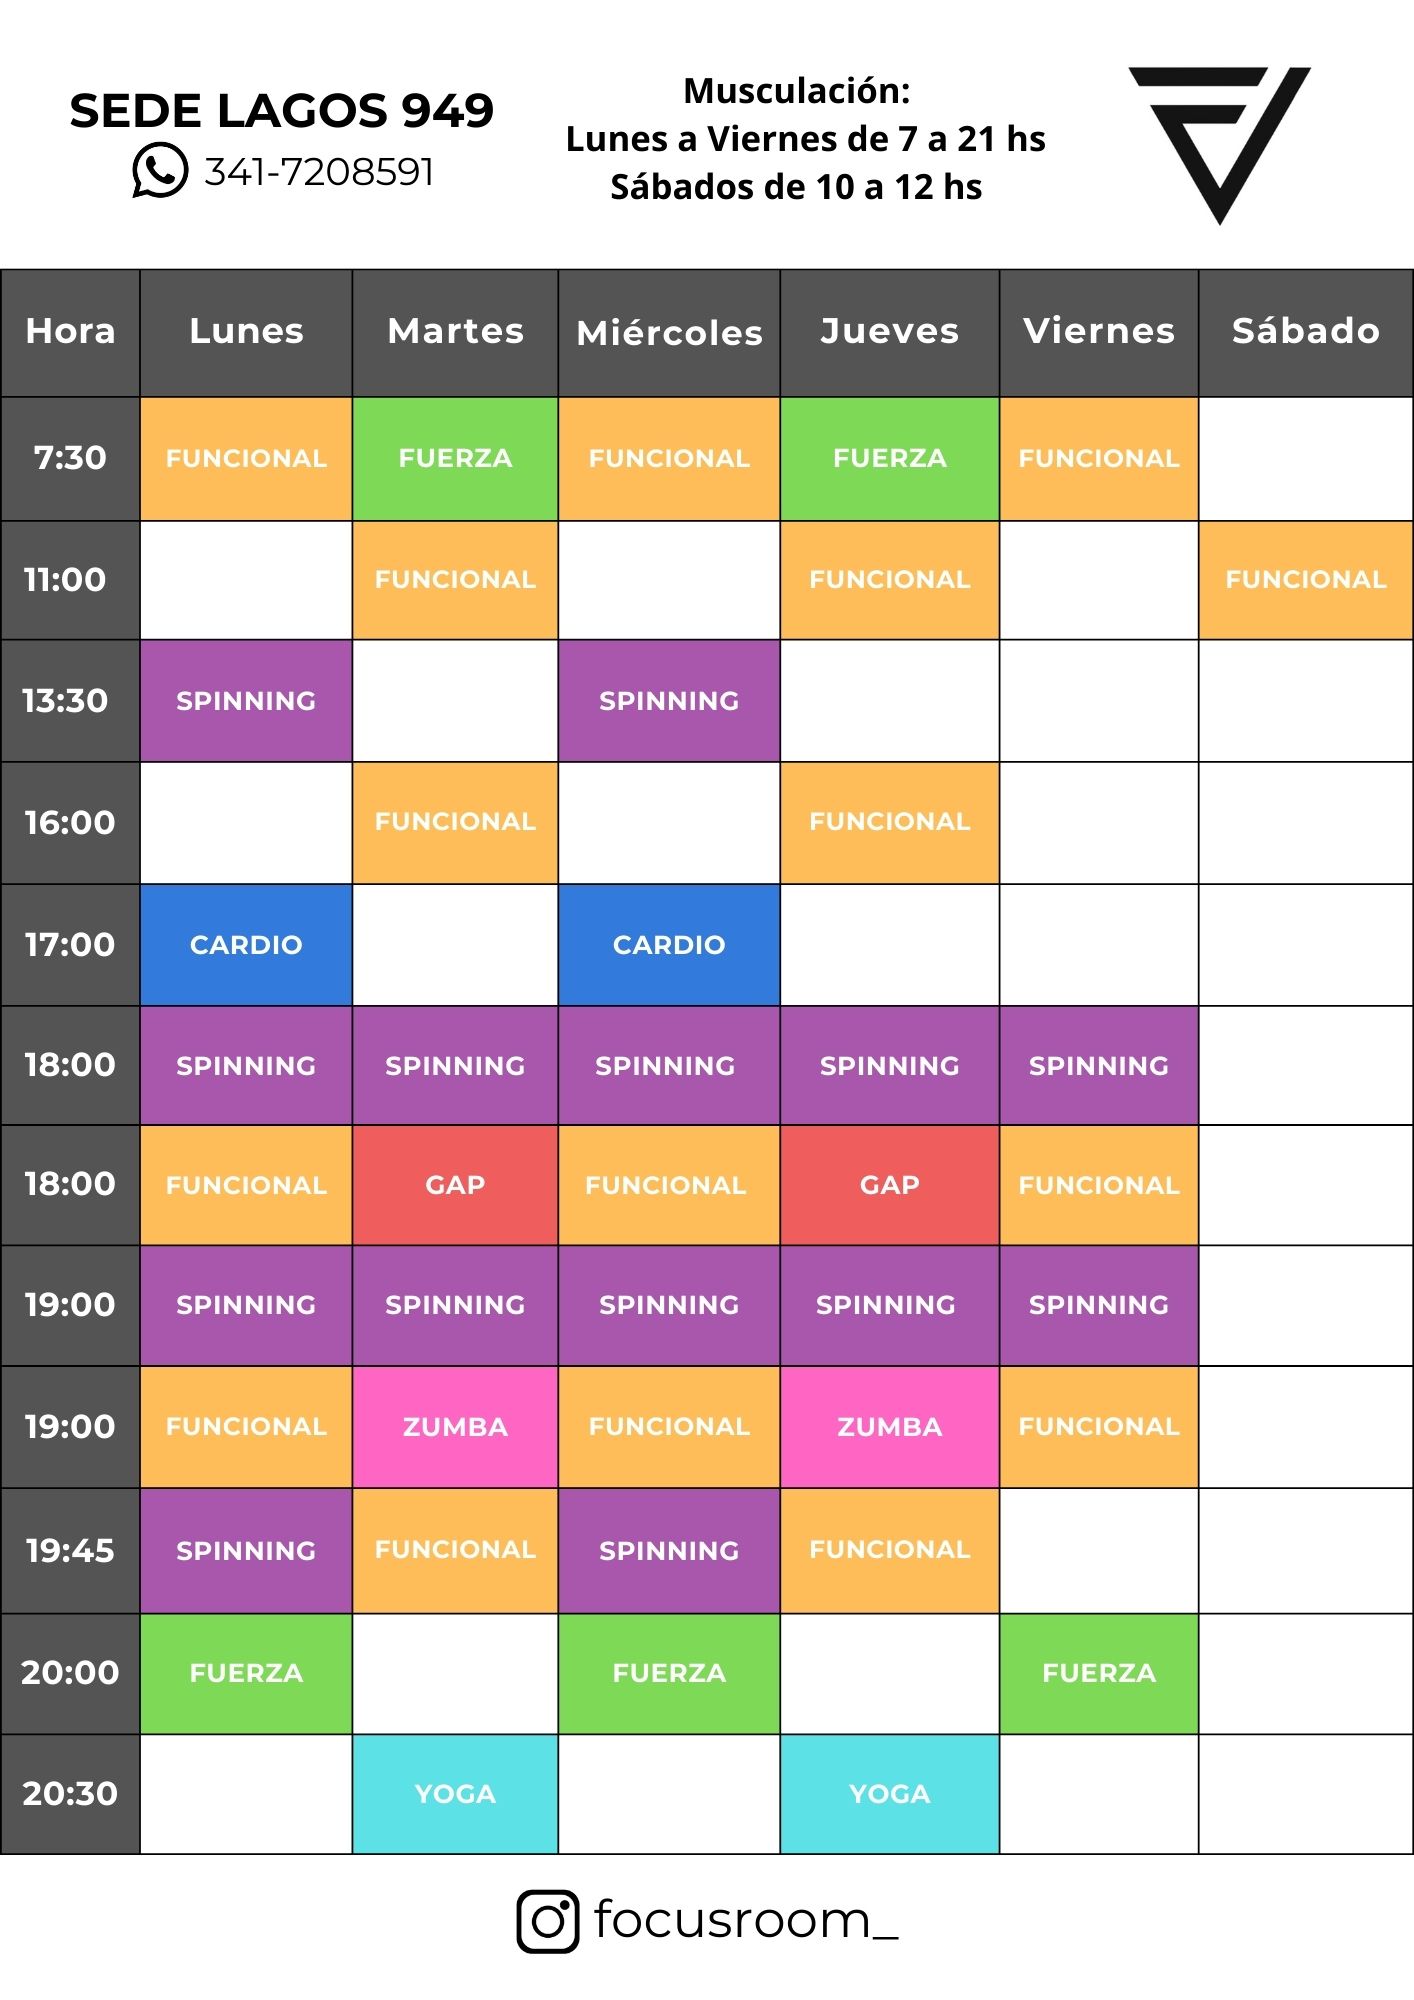 SEDE LAGOS 949
341-7208591
Musculación:
Lunes a Viernes de 7 a 21 hs
Sábados de 10 a 12 hs
Hora Lunes Martes Miércoles Jueves Viernes Sábado
7:30 FUNCIONAL FUERZA FUNCIONAL FUERZA FUNCIONAL
11:00 FUNCIONAL FUNCIONAL FUNCIONAL
13:30 SPINNING SPINNING
16:00 FUNCIONAL FUNCIONAL
17:00 CARDIO CARDIO
18:00 SPINNING SPINNING SPINNING SPINNING SPINNING
18:00 FUNCIONAL GAP FUNCIONAL GAP FUNCIONAL
19:00 SPINNING SPINNING SPINNING SPINNING SPINNING
19:00 FUNCIONAL ZUMBA FUNCIONAL ZUMBA FUNCIONAL
19:45 SPINNING FUNCIONAL SPINNING FUNCIONAL
20:00 FUERZA FUERZA FUERZA
20:30 YOGA YOGA
focusroom_